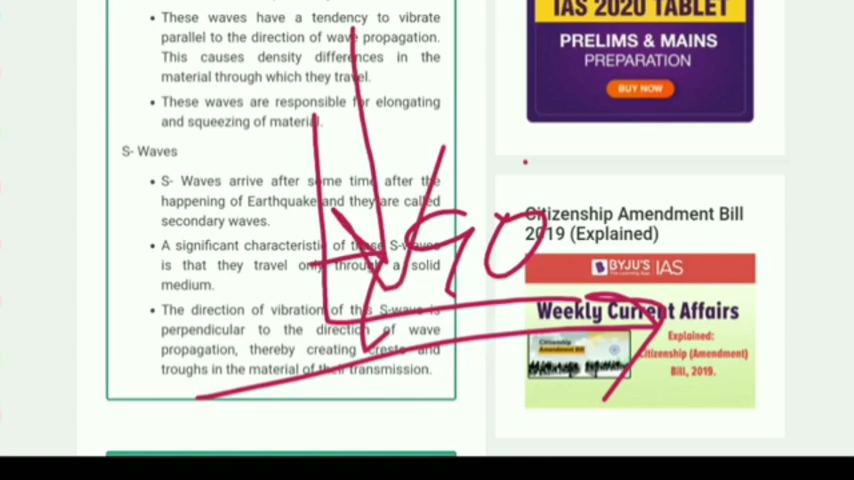 • These waves have a tendency to vibrate
parallel to the direction of wave propagation.
This causes density differences in the
material through which they travel.
• These waves are responsible for elongating
and squeezing of material.
S- Waves
• S- Waves arrive after some time after the
happening of Earthquake and they are called
secondary waves.
• A significant characteristic of these S-waves
is that they travel only through a solid
medium.
• The direction of vibration of this S-wave is
perpendicular to the direction of wave
propagation, thereby creating crests and
troughs in the material of their transmission.
90
IAS 2020 TABLET
PRELIMS & MAINS
PREPARATION
BUY NOW
Citizenship Amendment Bill
2019 (Explained)
BYJU'S IAS
Weekly Current Affairs
Explained:
Citizenship (Amendment)
Bill, 2019.
Citizenship
Amendment Bill